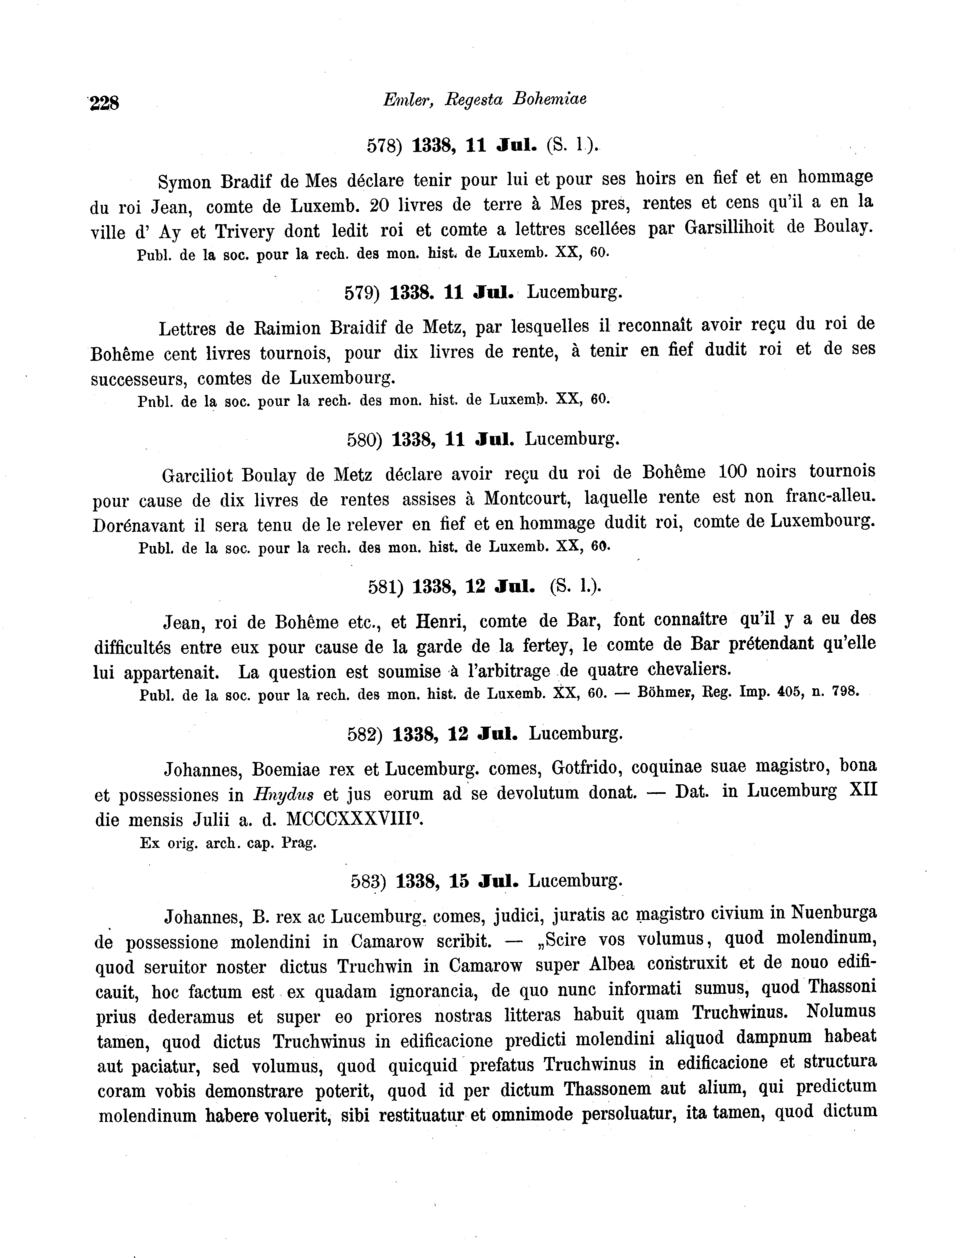 228
Emler, Regesta Bohemiae
578) 1338, 11 Jul. (S. l.).
Symon Bradif de Mes déclare tenir pour lui et pour ses hoirs en fief et en hommage
du roi Jean, comte de Luxemb. 20 livres de terre à Mes pres, rentes et cens qu'il a en la
ville d' Ay et Trivery dont ledit roi et comte a lettres scellées par Garsillihoit de Boulay.
Publ. de la soc. pour la rech. des mon. hist. de Luxemb. XX, 60.
579) 1338. 11 Jul. Lucemburg.
Lettres de Raimion Braidif de Metz, par lesquelles il reconnaît avoir reçu du roi de
Bohême cent livres tournois, pour dix livres de rente, à tenir en fief dudit roi et de ses
successeurs, comtes de Luxembourg.
Pnbl. de la soc. pour la rech. des mon. hist. de Luxemb. XX, 60.
580) 1338, 11 Jul. Lucemburg.
Garciliot Boulay de Metz déclare avoir reçu du roi de Bohême 100 noirs tournois
pour cause de dix livres de rentes assises à Montcourt, laquelle rente est non franc-alleu.
Dorénavant il sera tenu de le relever en fief et en hommage dudit roi, comte de Luxembourg.
Publ. de la soc. pour la rech. des mon. hist. de Luxemb. XX, 60.
581) 1338, 12 Jul. (S. l.).
Jean, roi de Bohême etc., et Henri, comte de Bar, font connaître qu'il y a eu des
difficultés entre eux pour cause de la garde de la fertey, le comte de Bar prétendant qu'elle
lui appartenait. La question est soumise à l'arbitrage de quatre chevaliers.
Publ. de la soc. pour la rech. des mon. hist. de Luxemb. XX, 60. — Böhmer, Reg. Imp. 405, n. 798.
582) 1338, 12 Jul. Lucemburg.
Johannes, Boemiae rex et Lucemburg. comes, Gotfrido, coquinae suae magistro, bona
et possessiones in Hnydus et jus eorum ad se devolutum donat. — Dat. in Lucemburg XII
die mensis Julii a. d. MCCCXXXVIII⁰.
Ex orig. arch. cap. Prag.
583) 1338, 15 Jul. Lucemburg.
Johannes, B. rex ac Lucemburg. comes, judici, juratis ac magistro civium in Nuenburga
de possessione molendini in Camarow scribit. — „Scire vos volumus, quod molendinum,
quod seruitor noster dictus Truchwin in Camarow super Albea construxit et de nouo edifi-
cauit, hoc factum est ex quadam ignorancia, de quo nunc informati sumus, quod Thassoni
prius dederamus et super eo priores nostras litteras habuit quam Truchwinus. Nolumus
tamen, quod dictus Truchwinus in edificacione predicti molendini aliquod dampnum habeat
aut paciatur, sed volumus, quod quicquid prefatus Truchwinus in edificacione et structura
coram vobis demonstrare poterit, quod id per dictum Thassonem aut alium, qui predictum
molendinum habere voluerit, sibi restituatur et omnimode persoluatur, ita tamen, quod dictum